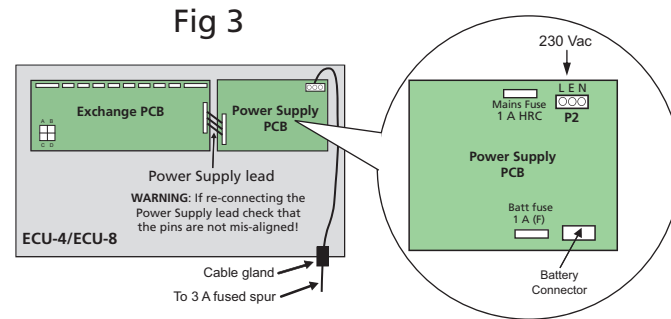 Fig 3
Exchange PCB
A B
C D
Power Supply
PCB
Power Supply lead
WARNING: If re-connecting the
Power Supply lead check that
the pins are not mis-aligned!
ECU-4/ECU-8
Cable gland
To 3 A fused spur
230 Vac
L E N
P2
Mains Fuse
1 A HRC
Power Supply
PCB
Batt fuse
1 A (F)
Battery
Connector